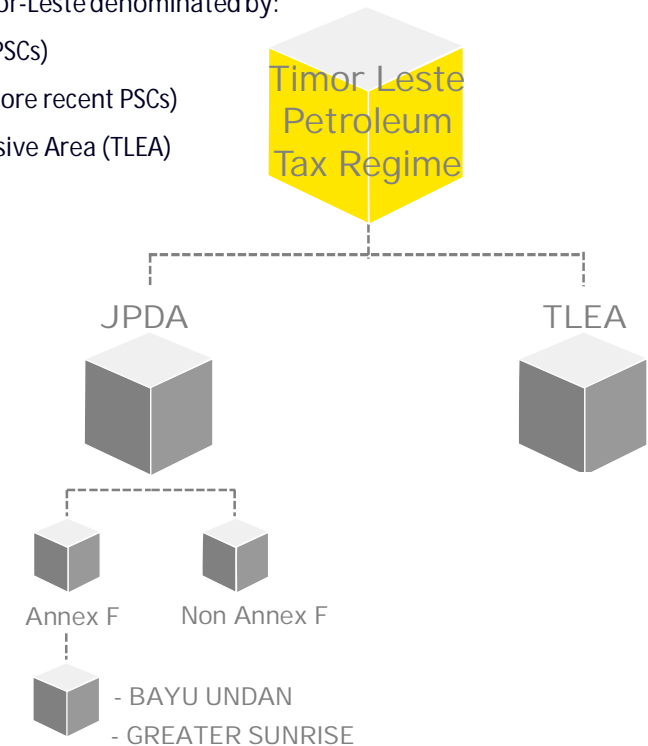 or-Leste denominated by:
PSCs)
ore recent PSCs)
sive Area (TLEA)
Timor Leste
Petroleum
Tax Regime
JPDA
TLEA
Annex F
Non Annex F
- BAYU UNDAN
- GREATER SUNRISE